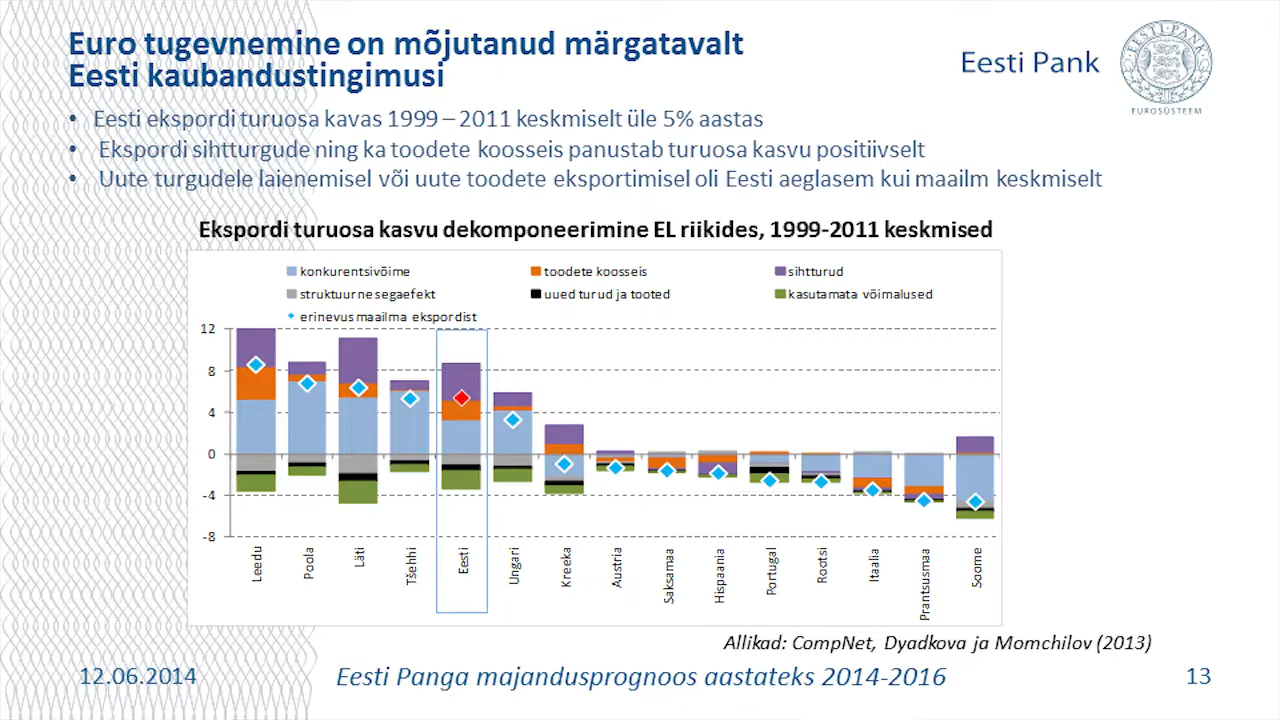 Euro tugevnemine on mõjutanud märgatavalt
Eesti kaubandustingimusi
Eesti Pank
EESTI PANK
EUROSÜSTEEM
• Eesti ekspordi turuosa kavas 1999 – 2011 keskmiselt üle 5% aastas
• Ekspordi sihtturgude ning ka toodete koosseis panustab turuosa kasvu positiivselt
• Uute turgudele laienemisel või uute toodete eksportimisel oli Eesti aeglasem kui maailm keskmiselt
Ekspordi turuosa kasvu dekomponeerimine EL riikides, 1999-2011 keskmised
konkurentsivõime
toodete koosseis
sihtturud
struktuurne segaefekt
uued turud ja tooted
kasutamata võimalused
erinevus maailma ekspordist
12
8
4
0
-4
-8
Leedu
Poola
Läti
Tšehhi
Eesti
Ungari
Kreeka
Austria
Saksamaa
Hispaania
Portugal
Rootsi
Itaalia
Prantsusmaa
Soome
Allikad: CompNet, Dyadkova ja Momchilov (2013)
12.06.2014
Eesti Panga majandusprognoos aastateks 2014-2016
13